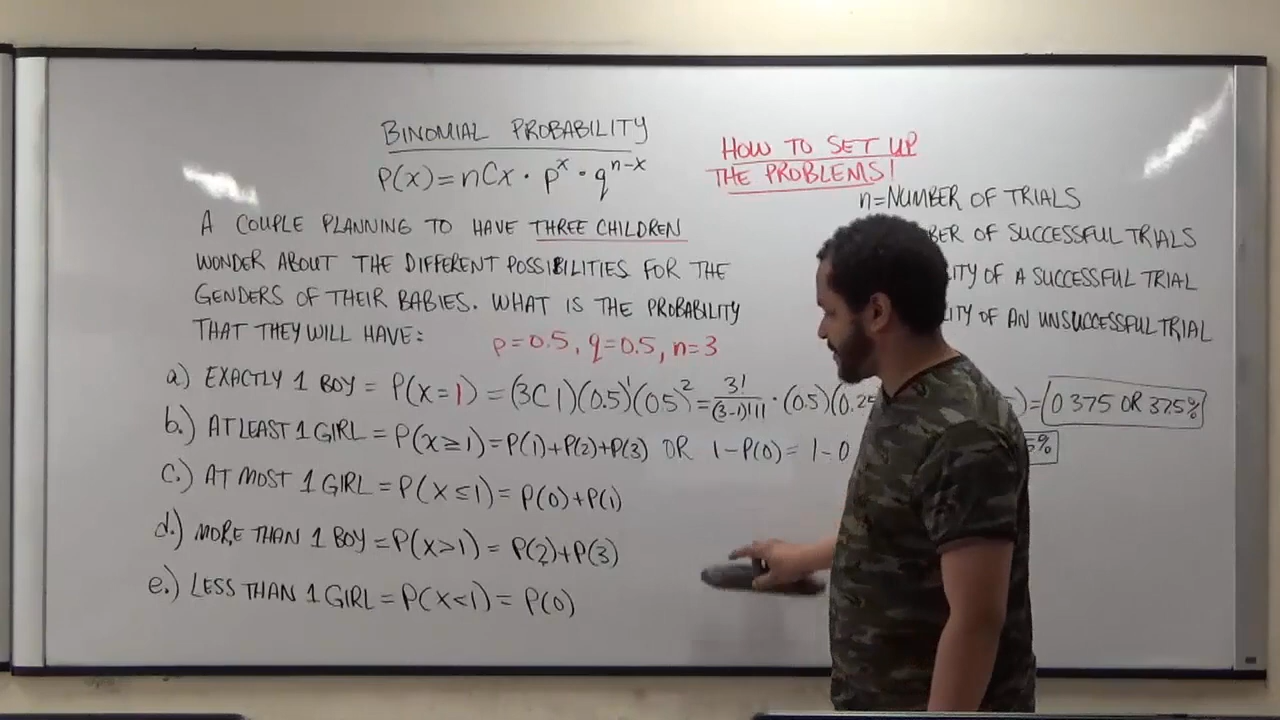 BINOMIAL PROBABILITY
P(x)=nCx · pˣ · qⁿ⁻ˣ
HOW TO SET UP
THE PROBLEMS!
n=NUMBER OF TRIALS
OF SUCCESSFUL TRIALS
OF A SUCCESSFUL TRIAL
OF AN UNSUCCESSFUL TRIAL
A COUPLE PLANNING TO HAVE THREE CHILDREN
WONDER ABOUT THE DIFFERENT POSSIBILITIES FOR THE
GENDERS OF THEIR BABIES. WHAT IS THE PROBABILITY
THAT THEY WILL HAVE:
p=0.5, q=0.5, n=3
a) EXACTLY 1 BOY = P(x=1) = (3C1)(0.5)¹(0.5)² = 3!/(3-1)!1! · (0.5)(0.25 )= 0.375 OR 37.5%
b.) AT LEAST 1 GIRL = P(x≥1)=P(1)+P(2)+P(3) OR 1-P(0)= 1-0 5%
c.) AT MOST 1 GIRL = P(x≤1)= P(0)+P(1)
d.) MORE THAN 1 BOY = P(x>1) = P(2)+P(3)
e.) LESS THAN 1 GIRL = P(x<1) = P(0)